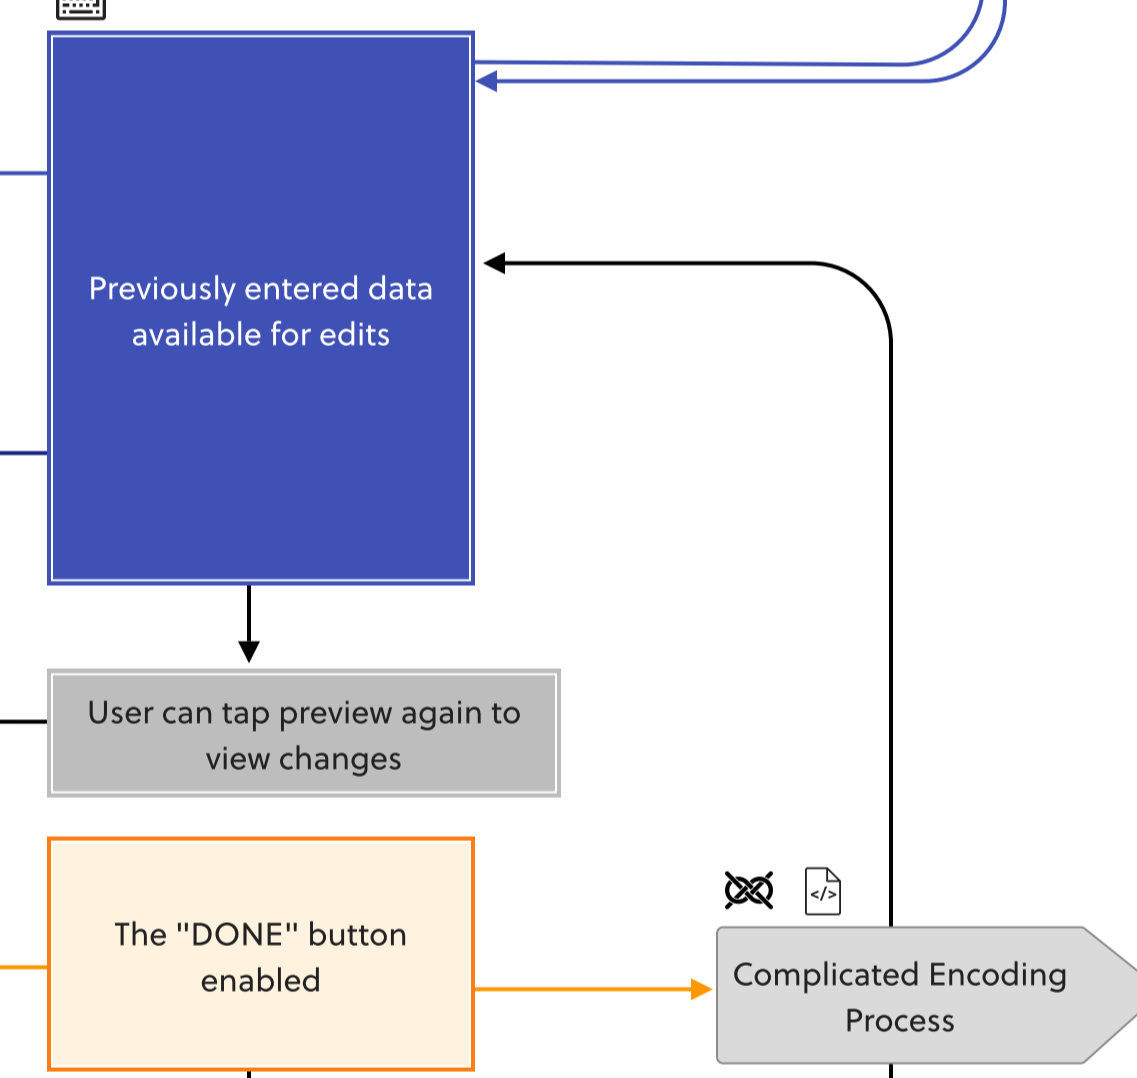 Previously entered data
available for edits
User can tap preview again to
view changes
The "DONE" button
enabled
</>
Complicated Encoding
Process